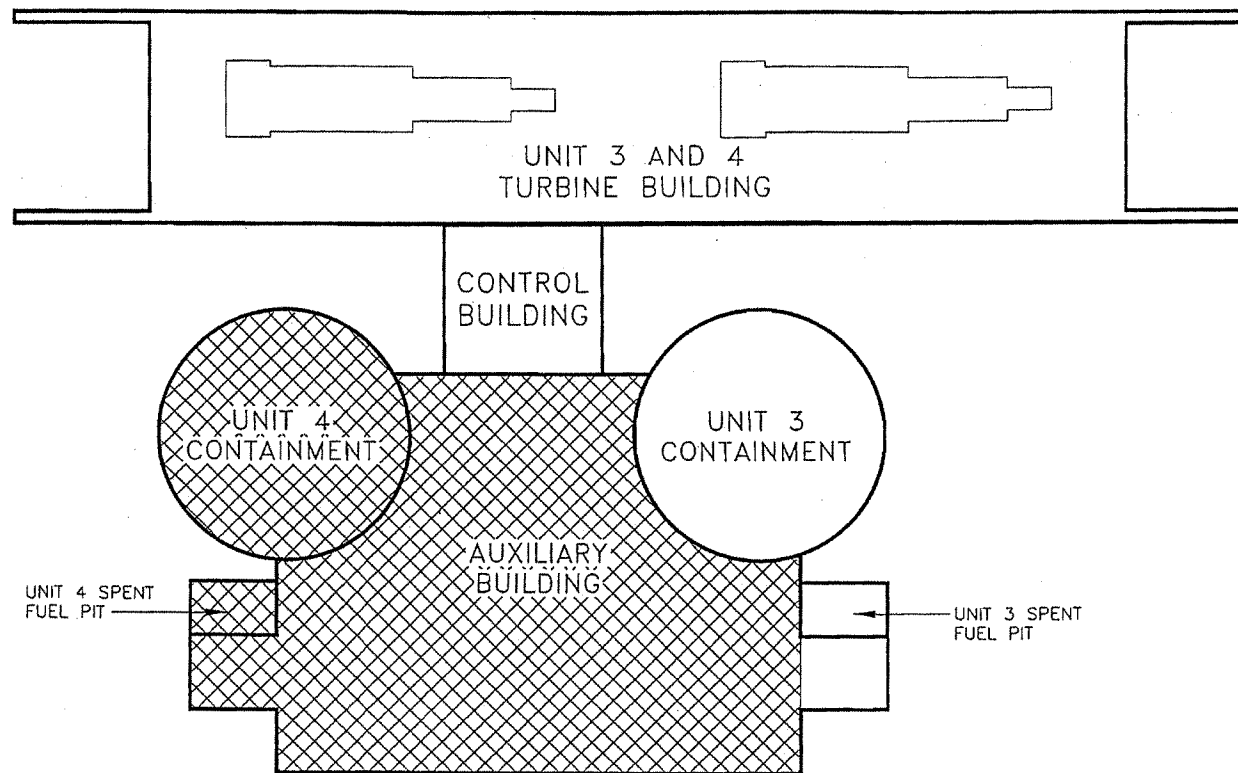 UNIT 3 AND 4
TURBINE BUILDING
CONTROL
BUILDING
UNIT 4
CONTAINMENT
UNIT 3
CONTAINMENT
AUXILIARY
BUILDING
UNIT 4 SPENT
FUEL PIT
UNIT 3 SPENT
FUEL PIT